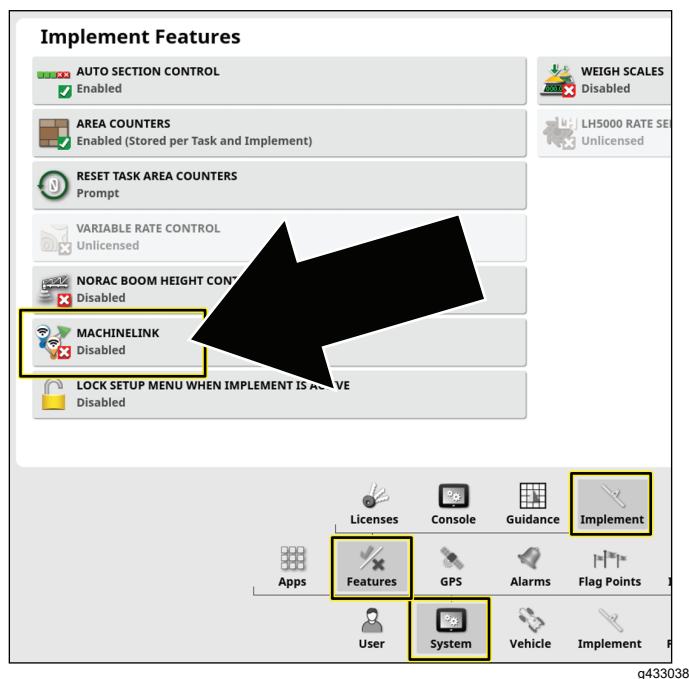 Implement Features
AUTO SECTION CONTROL
Enabled
AREA COUNTERS
Enabled (Stored per Task and Implement)
RESET TASK AREA COUNTERS
Prompt
VARIABLE RATE CONTROL
Unlicensed
NORAC BOOM HEIGHT
Disabled
MACHINELINK
Disabled
LOCK SETUP MENU WHEN IMPLEMENT IS
Disabled
WEIGH SCALES
Disabled
LH5000 RATE
Unlicensed
Licenses
Console
Guidance
Implement
Apps
Features
GPS
Alarms
Flag Points
User
System
Vehicle
Implement
g433038